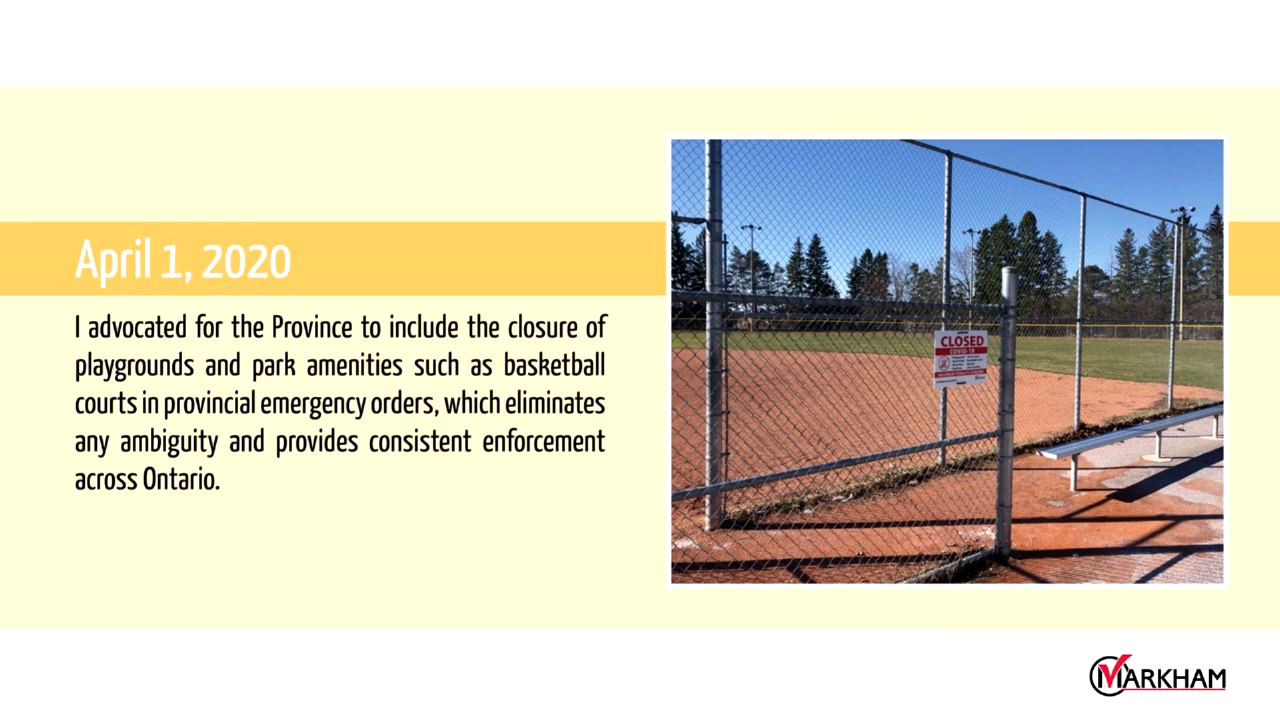 April 1, 2020
I advocated for the Province to include the closure of
playgrounds and park amenities such as basketball
courts in provincial emergency orders, which eliminates
any ambiguity and provides consistent enforcement
across Ontario.
CLOSED
COVID-19
MARKHAM